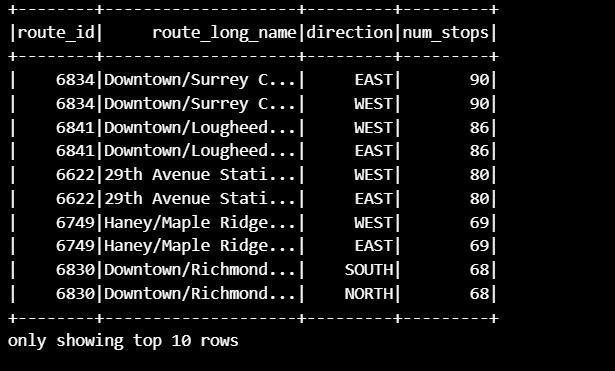 +--------+--------------------+---------+---------+
|route_id|     route_long_name|direction|num_stops|
+--------+--------------------+---------+---------+
|    6834|Downtown/Surrey C...|     EAST|       90|
|    6834|Downtown/Surrey C...|     WEST|       90|
|    6841|Downtown/Lougheed...|     WEST|       86|
|    6841|Downtown/Lougheed...|     EAST|       86|
|    6622|29th Avenue Stati...|     WEST|       80|
|    6622|29th Avenue Stati...|     EAST|       80|
|    6749|Haney/Maple Ridge...|     WEST|       69|
|    6749|Haney/Maple Ridge...|     EAST|       69|
|    6830|Downtown/Richmond...|    SOUTH|       68|
|    6830|Downtown/Richmond...|    NORTH|       68|
+--------+--------------------+---------+---------+
only showing top 10 rows